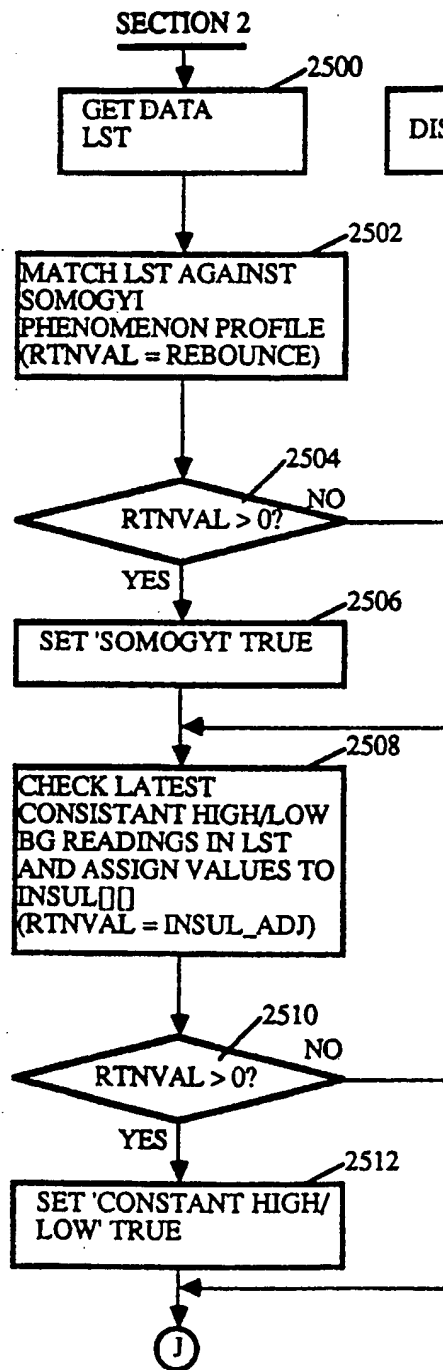 SECTION 2
2500
GET DATA
LST
DIS
2502
MATCH LST AGAINST
SOMOGYI
PHENOMENON PROFILE
(RTNVAL = REBOUNCE)
2504
NO
RTNVAL > 0?
YES
2506
SET 'SOMOGYI' TRUE
2508
CHECK LATEST
CONSISTANT HIGH/LOW
BG READINGS IN LST
AND ASSIGN VALUES TO
INSUL[][]
(RTNVAL = INSUL_ADJ)
2510
NO
RTNVAL > 0?
YES
2512
SET 'CONSTANT HIGH/
LOW' TRUE
J